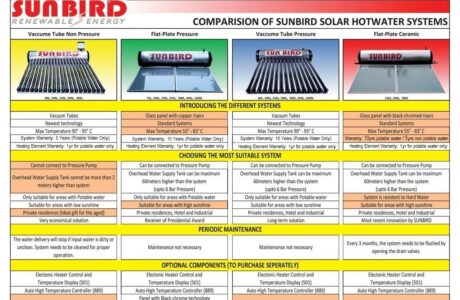 SUNBIRD
RENEWABLE ENERGY
COMPARISION OF SUNBIRD SOLAR HOTWATER SYSTEMS
Vaccume Tube Non Pressure
Flat-Plate Pressure
Vaccume Tube Pressure
Flat-Plate Ceramic
SUNBIRD
INTRODUCING THE DIFFERENT SYSTEMS
Vacuum Tubes
Glass panel with copper risers
Vacuum Tubes
Glass panel with black-chromed risers
Newest technology
Standard Systems
Newest Technology
Standard Systems
Max Temperature 90° - 95° C
Max Temperature 55° - 65° C
Max Temperature 90° - 95° C
Max Temperature 55° - 65° C
System Warranty: 5 Years (Potable Water Only)
System Warranty: 10 Years (Potable Water Only)
Heating Element Warranty: 1yr for potable water only
Heating Element Warranty: 1yr for potable water only
Heating Element Warranty: 1yr for potable water only
Heating Element Warranty: 1yr for potable water only
CHOOSING THE MOST SUITABLE SYSTEM
Cannot connect to Pressure Pump
Can be connected to Pressure Pump
Can be connected to Pressure Pump
Can be connected to Pressure Pump
Overhead Water Supply Tank cannot be more than 2 meters higher than system
Overhead Water Supply Tank can be maximum 60meters higher than the system (upto 6 Bar Pressure)
Overhead Water Supply Tank can be maximum 60meters higher than the system (upto 6 Bar Pressure)
Overhead Water Supply Tank can be maximum 60meters higher than the system (upto 6 Bar Pressure)
Only suitable for areas with Potable water
Only suitable for areas with Potable water
Only suitable for areas with Potable water
System is resistant to Hard Water
Suitable for areas with low sunshine
Suitable for areas with high sunshine
Suitable for areas with low sunshine
Suitable for areas with high sunshine
Private residences (Ideal gift for the aged)
Private residences, Hotel and Industrial
Private residences, Hotel and Industrial
Private residences, Hotel and Industrial
Very economical solution
Receiver of Presidential Award
Long-term solution
Most recent innovation by SUNBIRD
PERIODIC MAINTENANCE
The water delivery will stop if input water is dirty or unclean. System needs to be cleaned for proper operation.
Maintenance not necessary
Maintenance not necessary
Every 3 months, the system needs to be flushed by opening the drain valves.
OPTIONAL COMPONENTS (TO PURCHASE SEPERATELY)
Electonic Heater Control and
Electonic Heater Control and
Electonic Heater Control and
Electonic Heater Control and
Temperature Display (501)
Temperature Display (501)
Temperature Display (501)
Temperature Display (501)
Auto High Temperature Controller (889)
Auto High Temperature Controller (889)
Auto High Temperature Controller (889)
Auto High Temperature Controller (889)
Panel with Black-chrome technology